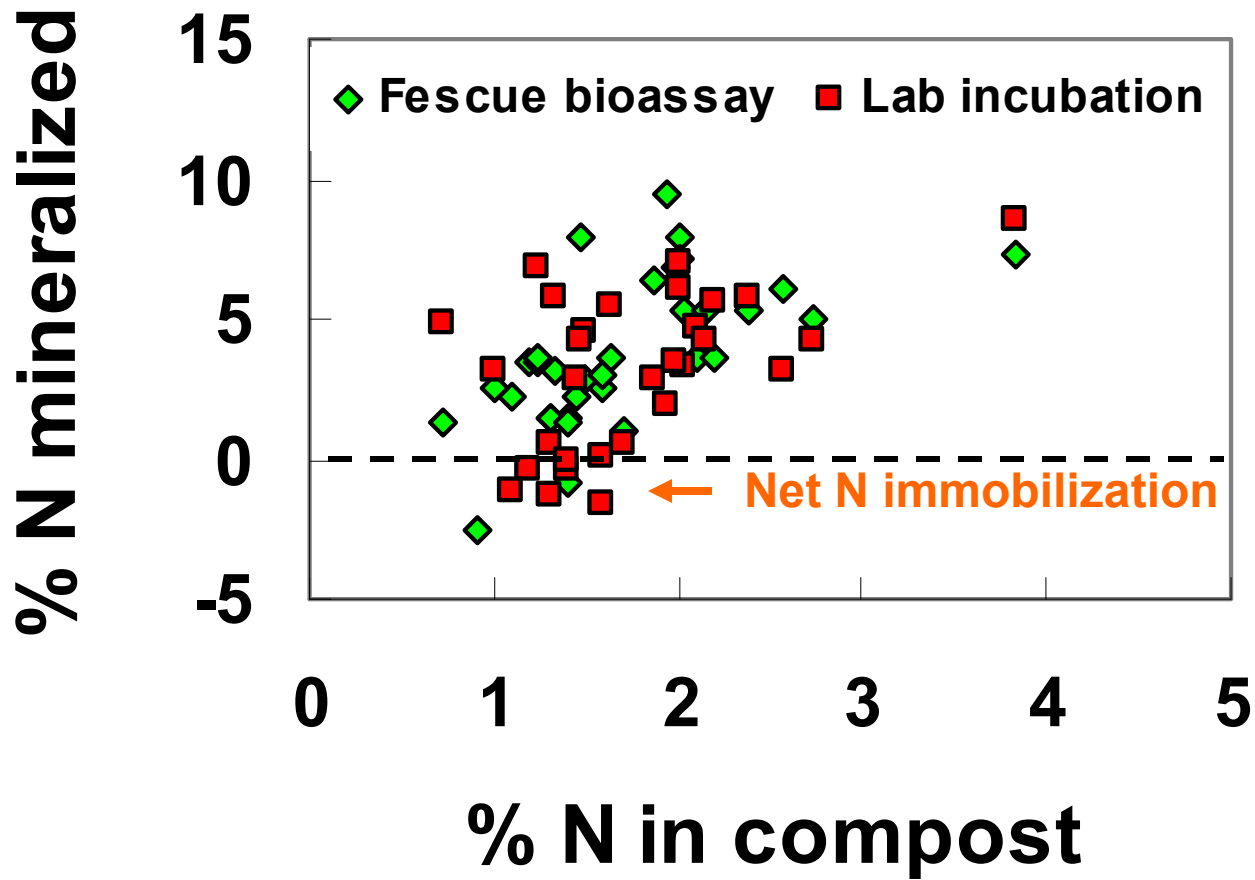 % N mineralized
15
10
5
0
-5
Fescue bioassay
Lab incubation
Net N immobilization
0 1 2 3 4 5
% N in compost